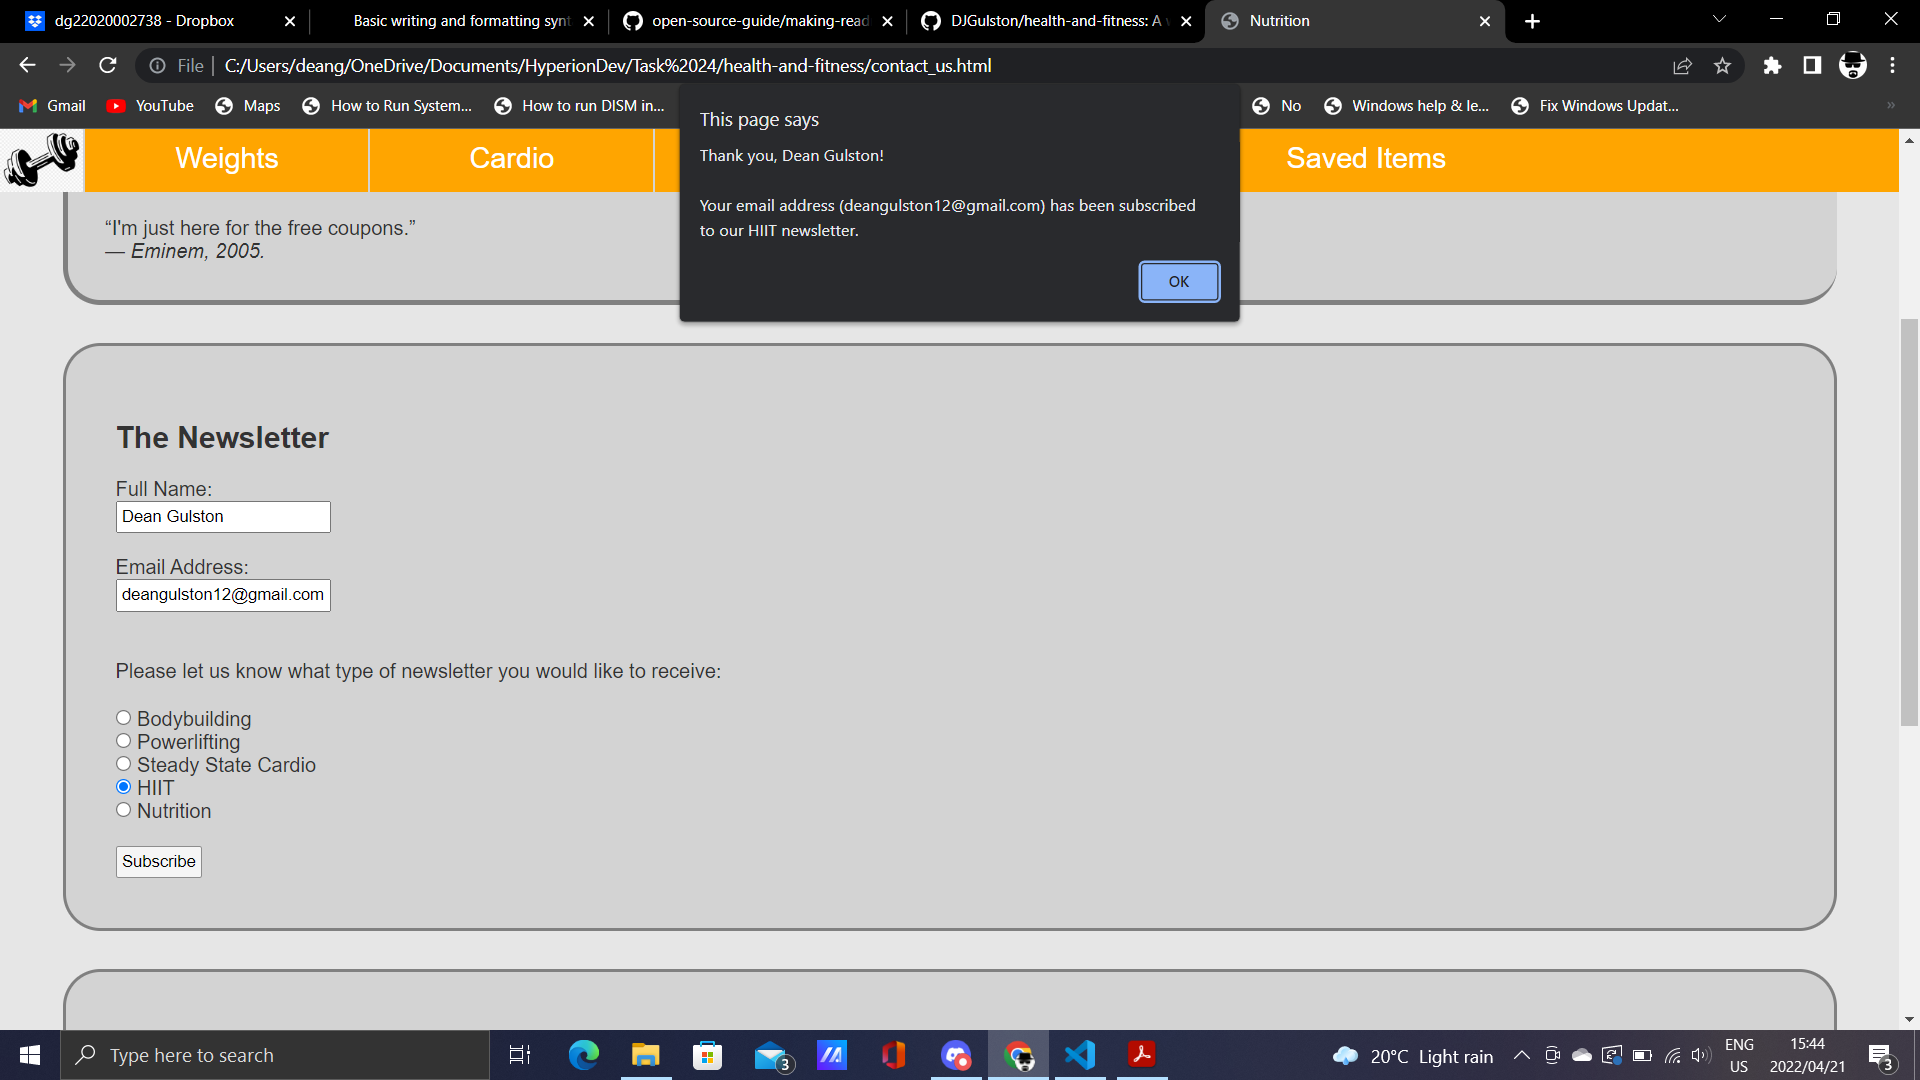 dg22020002738 - Dropbox
Basic writing and formatting synt
open-source-guide/making-read
DJGulston/health-and-fitness: A w
Nutrition
File
C:/Users/deang/OneDrive/Documents/HyperionDev/Task%2024/health-and-fitness/contact_us.html
Gmail
YouTube
Maps
How to Run System...
How to run DISM in...
No
Windows help & le...
Fix Windows Updat...
This page says
Thank you, Dean Gulston!
Your email address (deangulston12@gmail.com) has been subscribed
to our HIIT newsletter.
OK
Weights
Cardio
Saved Items
“I'm just here for the free coupons.”
— Eminem, 2005.
The Newsletter
Full Name:
Dean Gulston
Email Address:
deangulston12@gmail.com
Please let us know what type of newsletter you would like to receive:
Bodybuilding
Powerlifting
Steady State Cardio
HIIT
Nutrition
Subscribe
Type here to search
3
20°C Light rain
ENG
US
15:44
2022/04/21
3